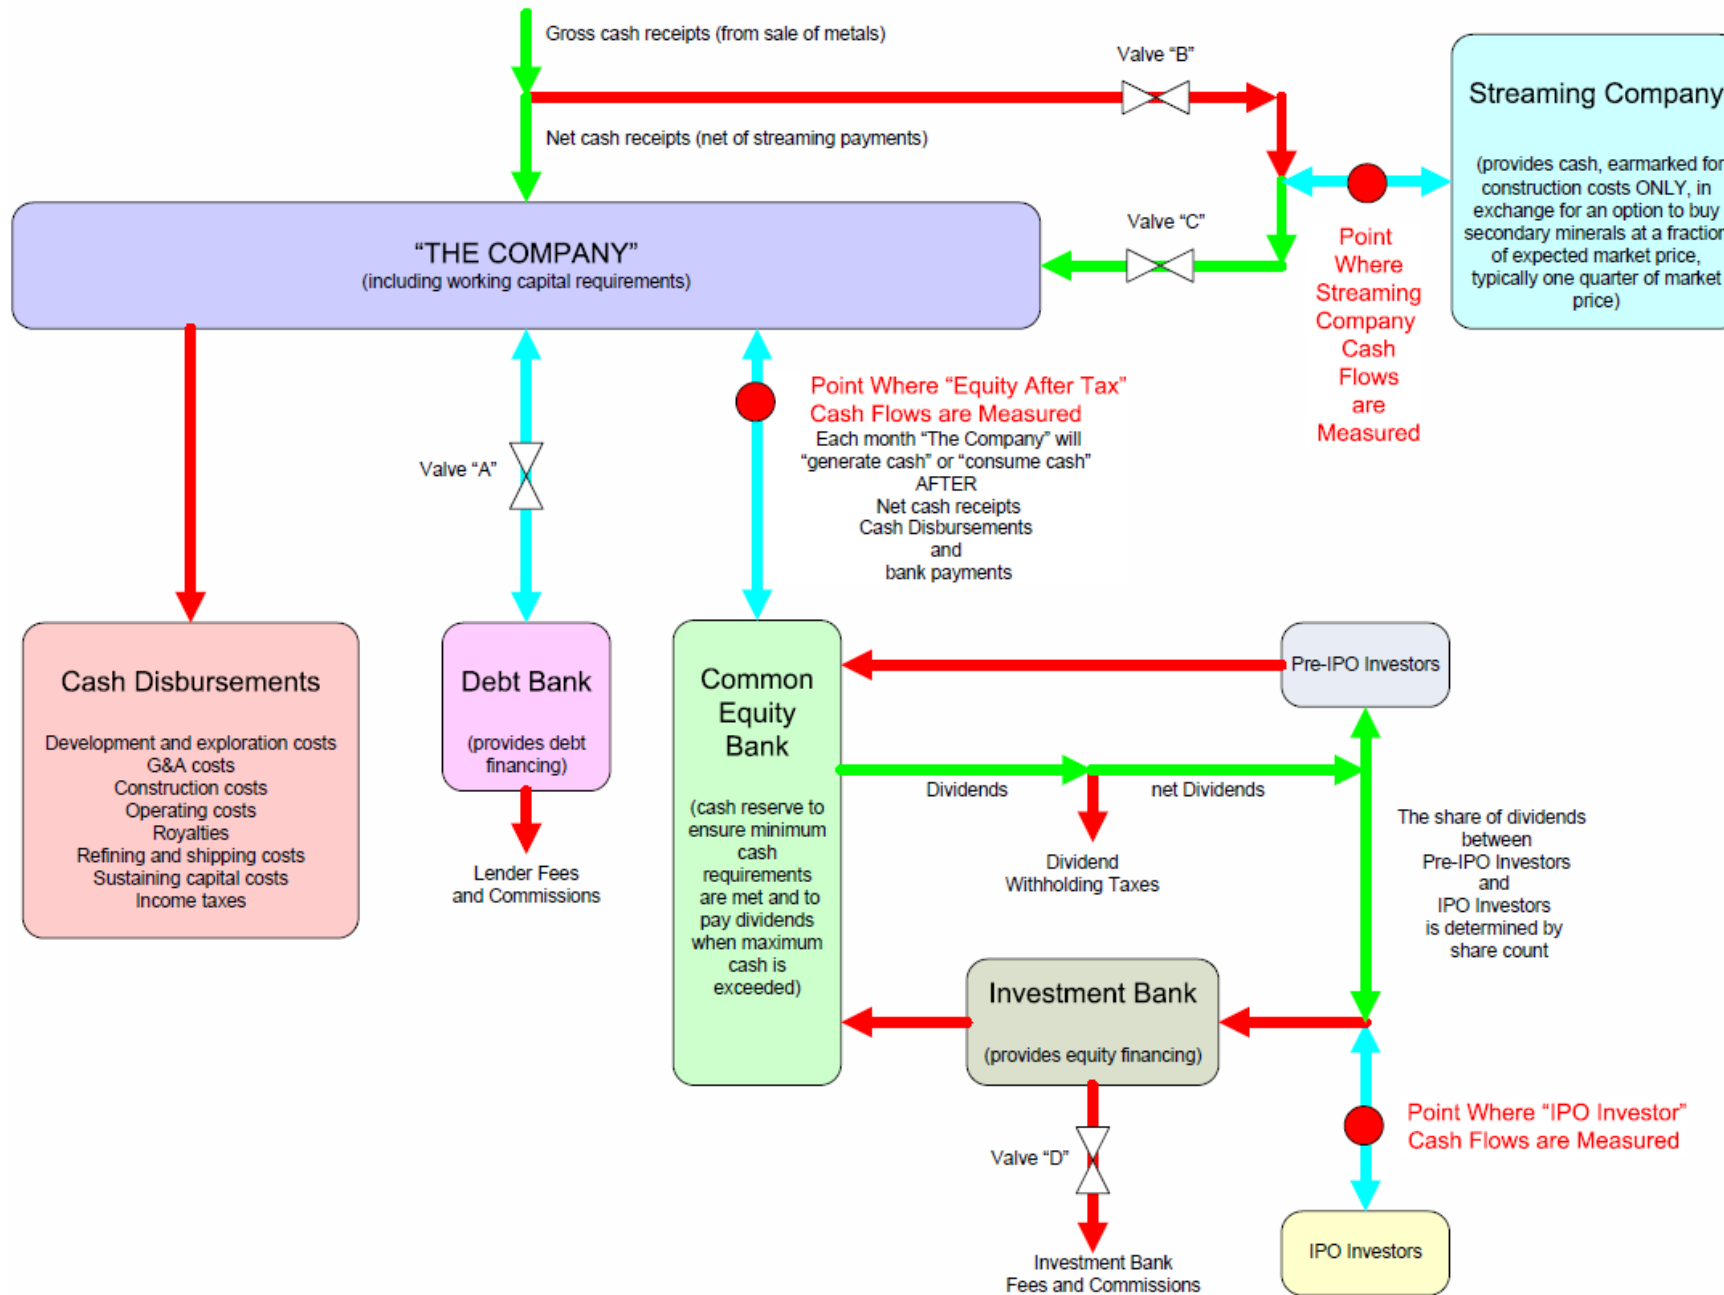 Gross cash receipts (from sale of metals)
Valve “B”
Net cash receipts (net of streaming payments)
Streaming Company
(provides cash, earmarked for
construction costs ONLY, in
exchange for an option to buy
secondary minerals at a fraction
of expected market price,
typically one quarter of market
price)
“THE COMPANY”
(including working capital requirements)
Valve “C”
Point
Where
Streaming
Company
Cash
Flows
are
Measured
Valve “A”
Point Where “Equity After Tax”
Cash Flows are Measured
Each month “The Company” will
“generate cash” or “consume cash”
AFTER
Net cash receipts
Cash Disbursements
and
bank payments
Cash Disbursements
Development and exploration costs
G&A costs
Construction costs
Operating costs
Royalties
Refining and shipping costs
Sustaining capital costs
Income taxes
Debt Bank
(provides debt
financing)
Lender Fees
and Commissions
Common
Equity
Bank
(cash reserve to
ensure minimum
cash
requirements
are met and to
pay dividends
when maximum
cash is
exceeded)
Pre-IPO Investors
Dividends
net Dividends
Dividend
Withholding Taxes
The share of dividends
between
Pre-IPO Investors
and
IPO Investors
is determined by
share count
Investment Bank
(provides equity financing)
Valve “D”
Investment Bank
Fees and Commissions
Point Where “IPO Investor”
Cash Flows are Measured
IPO Investors